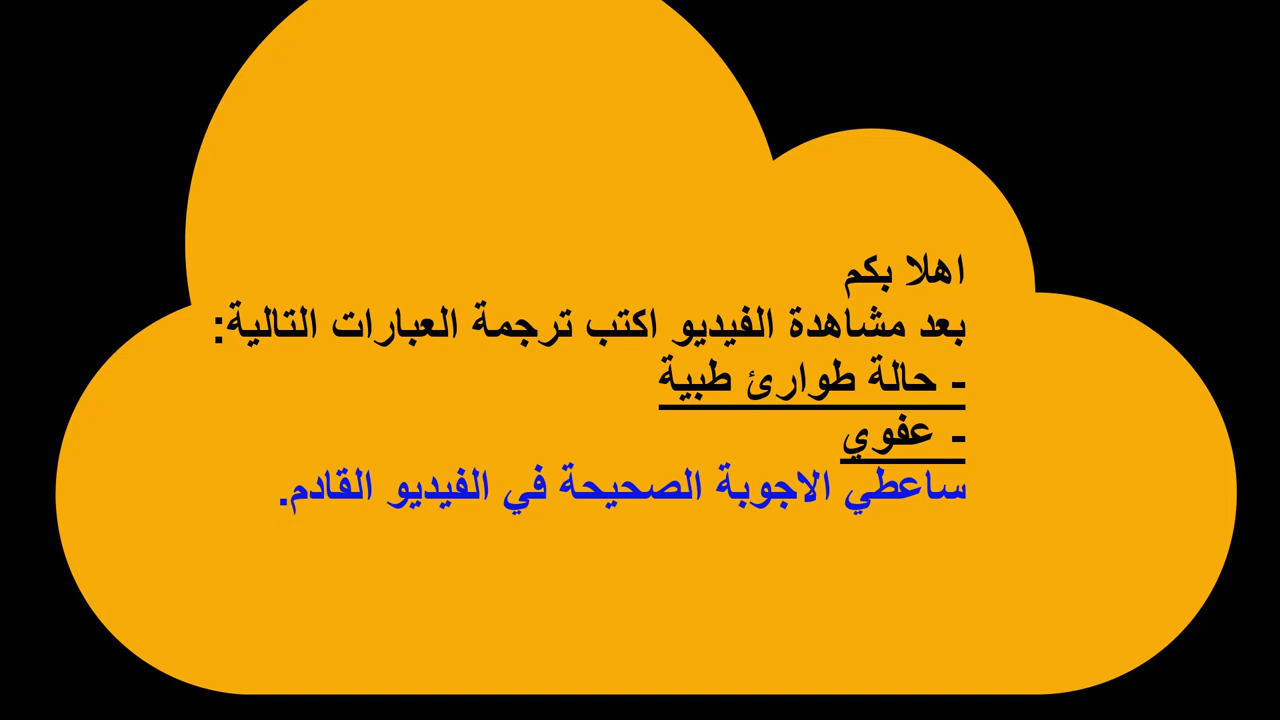 اهلا بكم
بعد مشاهدة الفيديو اكتب ترجمة العبارات التالية:
- حالة طوارئ طبية
- عفوي
ساعطي الاجوبة الصحيحة في الفيديو القادم.